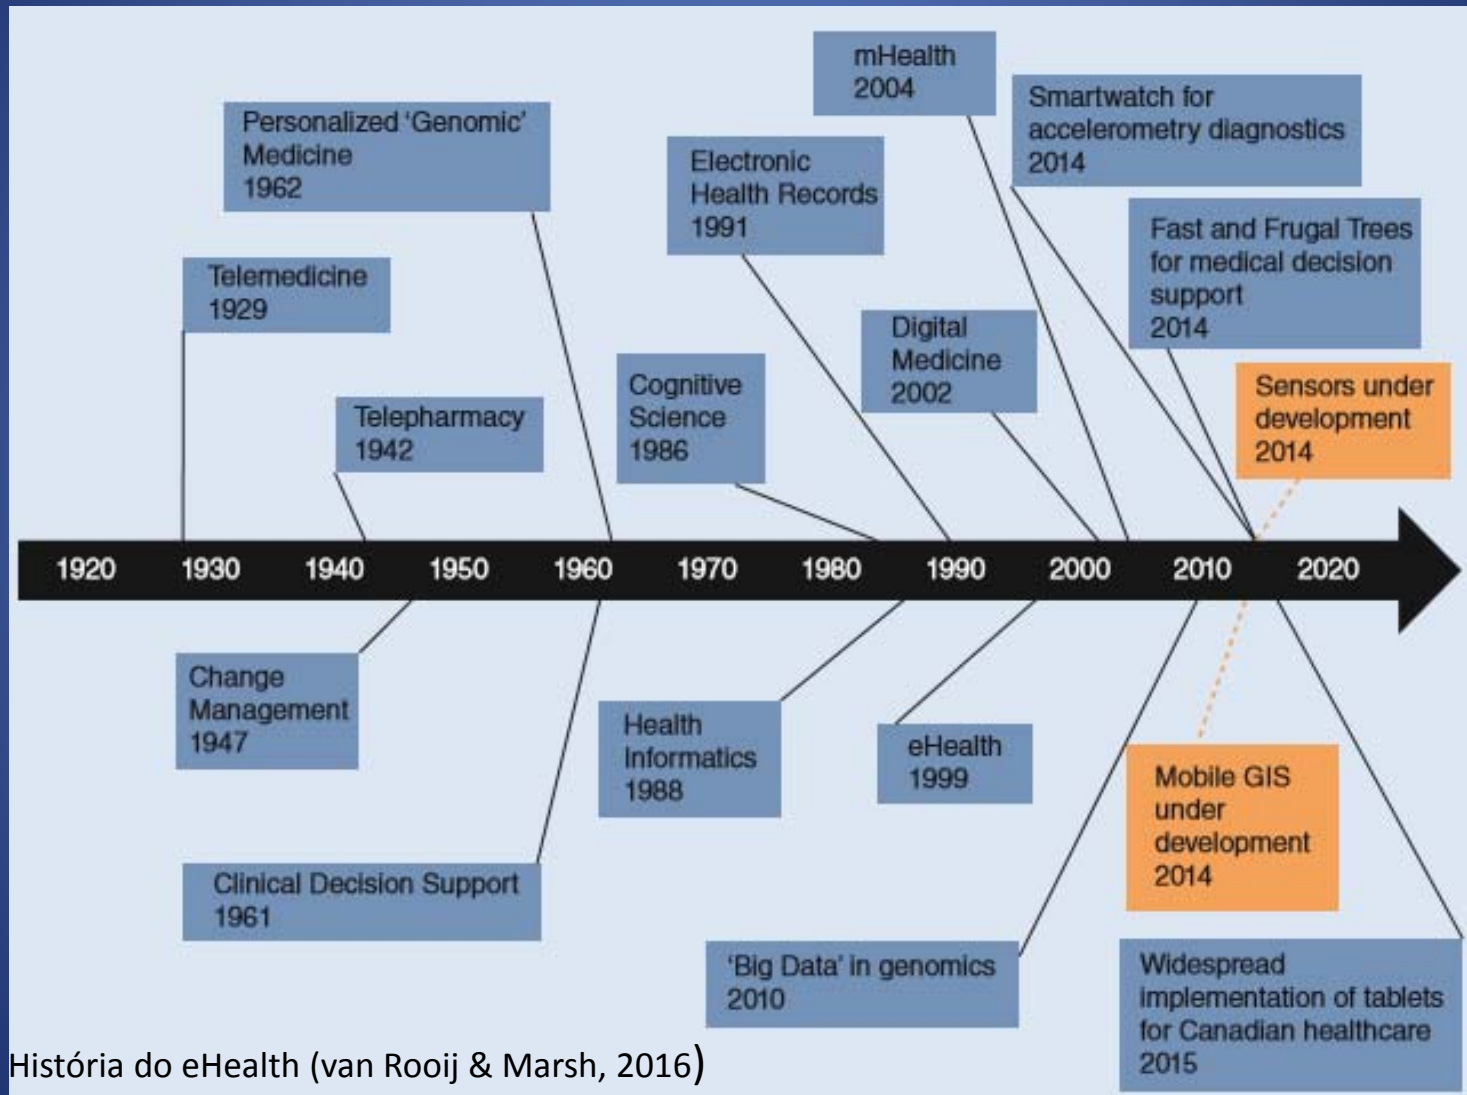 mHealth
2004
Smartwatch for
accelerometry diagnostics
2014
Personalized ‘Genomic’
Medicine
1962
Electronic
Health Records
1991
Fast and Frugal Trees
for medical decision
support
2014
Telemedicine
1929
Digital
Medicine
2002
Cognitive
Science
1986
Sensors under
development
2014
Telepharmacy
1942
1920 1930 1940 1950 1960 1970 1980 1990 2000 2010 2020
Change
Management
1947
Health
Informatics
1988
eHealth
1999
Mobile GIS
under
development
2014
Clinical Decision Support
1961
‘Big Data’ in genomics
2010
Widespread
implementation of tablets
for Canadian healthcare
2015
História do eHealth (van Rooij & Marsh, 2016)